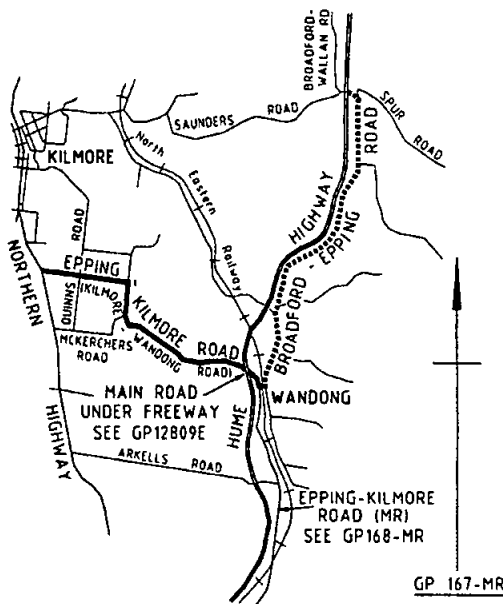 BROADFORD-
WALLAN RD
SAUNDERS ROAD
SPUR
ROAD
KILMORE
North
Eastern
Railway
HIGHWAY
BROADFORD - EPPING
ROAD
ROAD
QUINNS
NORTHERN
HIGHWAY
EPPING
KILMORE
ROAD
(KILMORE
-WANDONG
ROAD)
MCKERCHERS
ROAD
MAIN ROAD
UNDER FREEWAY
SEE GP12809E
HUME
WANDONG
ARKELLS ROAD
EPPING-KILMORE
ROAD (MR)
SEE GP168-MR
GP 167-MR